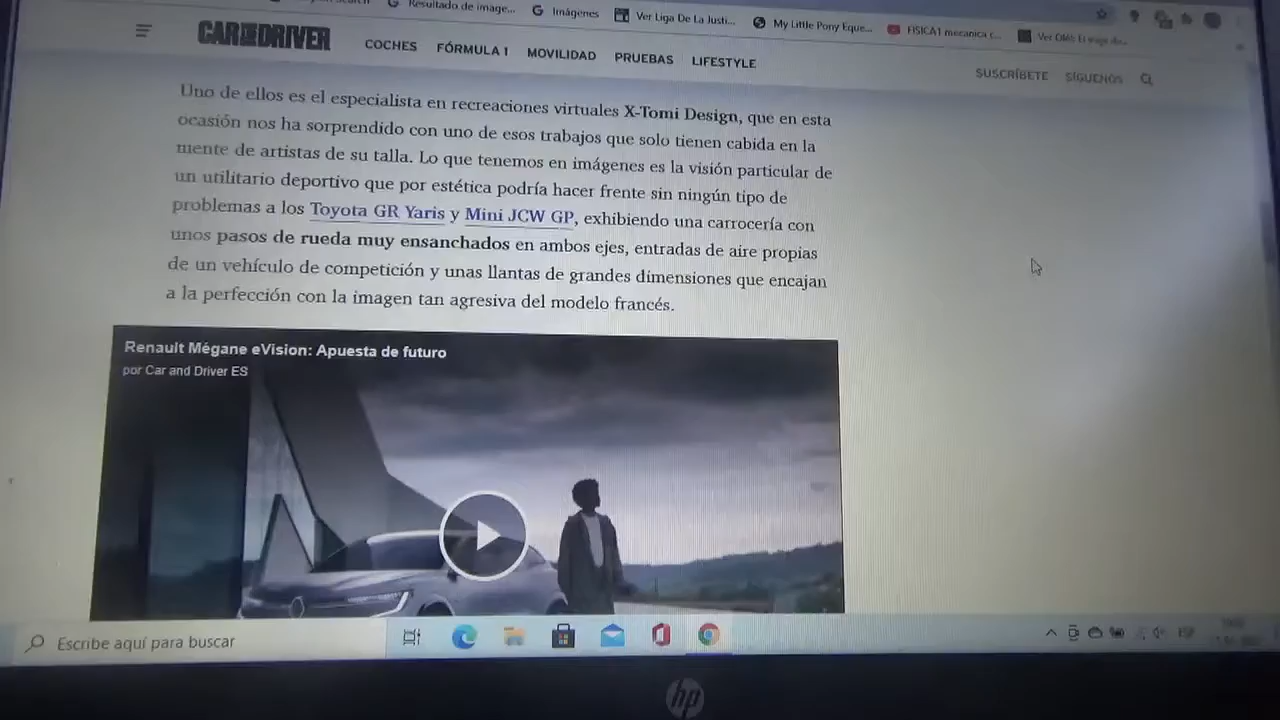 Resultado de image...
Imágenes
Ver Liga De La Justi...
My Little Pony Eque...
FISICA1 mecanica c...
CAR AND DRIVER
COCHES
FÓRMULA 1
MOVILIDAD
PRUEBAS
LIFESTYLE
SUSCRÍBETE
SÍGUENOS
Uno de ellos es el especialista en recreaciones virtuales X-Tomi Design, que en esta
ocasión nos ha sorprendido con uno de esos trabajos que solo tienen cabida en la
mente de artistas de su talla. Lo que tenemos en imágenes es la visión particular de
un utilitario deportivo que por estética podría hacer frente sin ningún tipo de
problemas a los Toyota GR Yaris y Mini JCW GP, exhibiendo una carrocería con
unos pasos de rueda muy ensanchados en ambos ejes, entradas de aire propias
de un vehículo de competición y unas llantas de grandes dimensiones que encajan
a la perfección con la imagen tan agresiva del modelo francés.
Renault Mégane eVision: Apuesta de futuro
por Car and Driver ES
Escribe aquí para buscar
ESP
hp